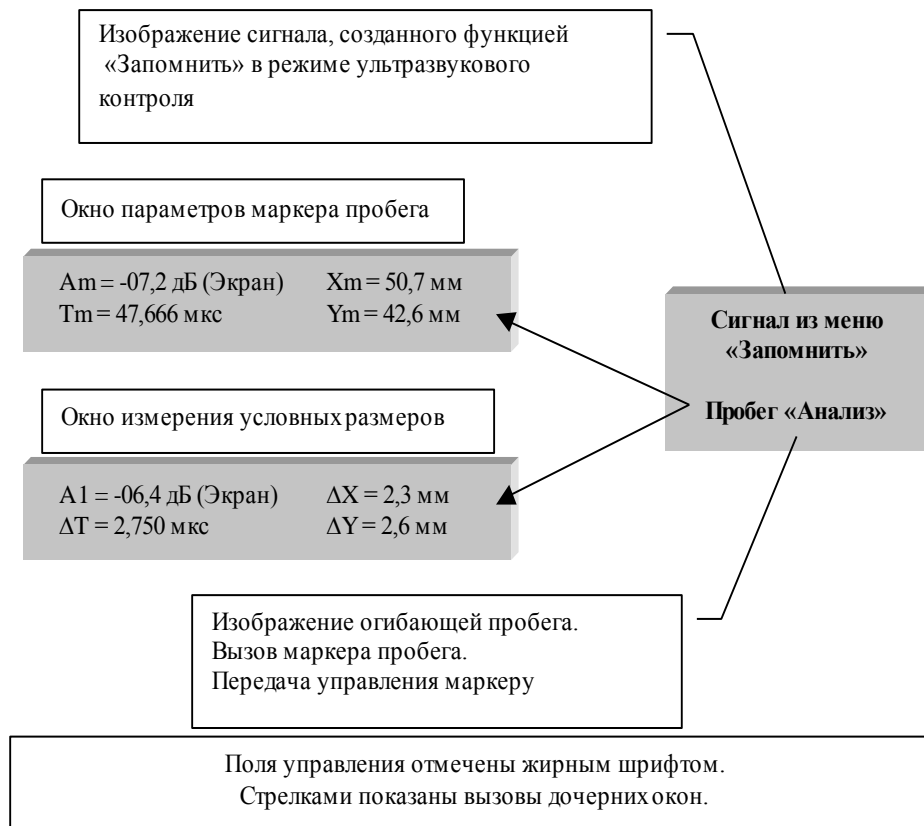 Изображение сигнала, созданного функцией
«Запомнить» в режиме ультразвукового
контроля
Окно параметров маркера пробега
Am = -07,2 дБ (Экран) Xm = 50,7 мм
Tm = 47,666 мкс Ym = 42,6 мм
Сигнал из меню
«Запомнить»
Пробег «Анализ»
Окно измерения условных размеров
A1 = -06,4 дБ (Экран) ΔX = 2,3 мм
ΔT = 2,750 мкс ΔY = 2,6 мм
Изображение огибающей пробега.
Вызов маркера пробега.
Передача управления маркеру
Поля управления отмечены жирным шрифтом.
Стрелками показаны вызовы дочерних окон.